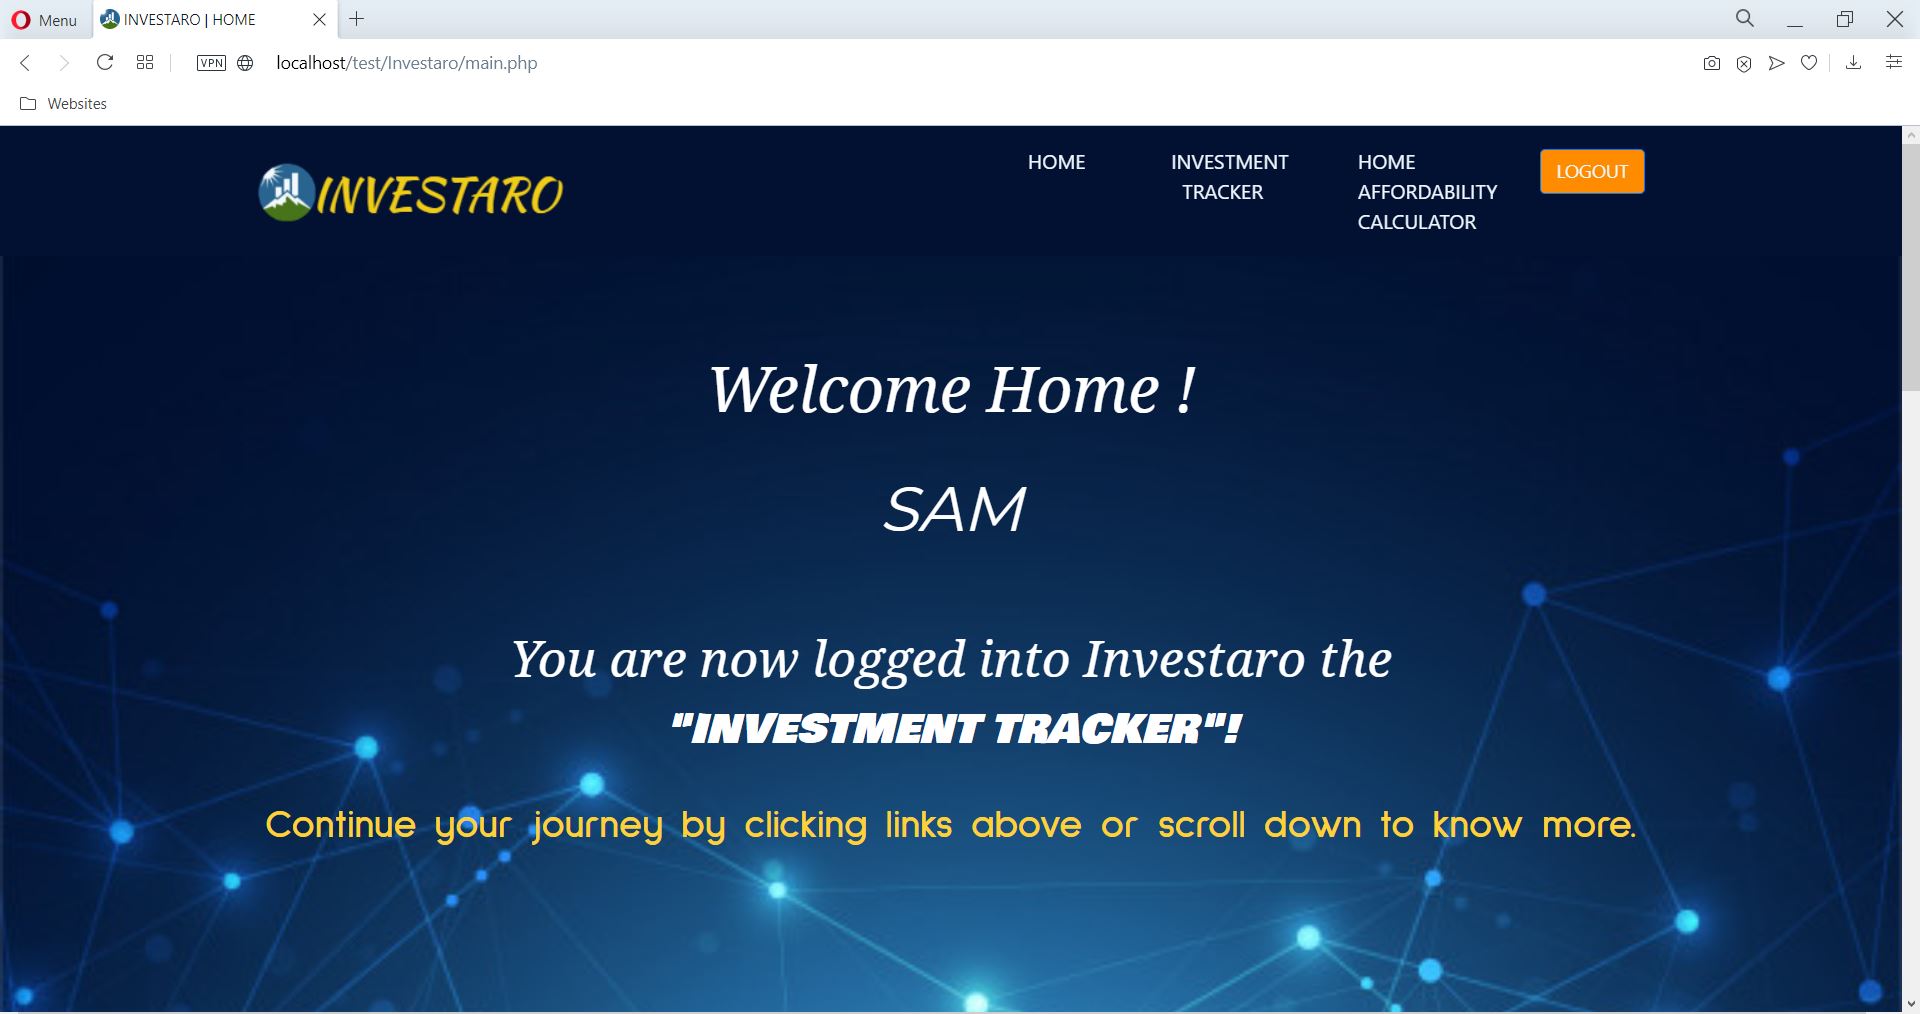 Menu
INVESTARO | HOME
VPN
localhost/test/Investaro/main.php
Websites
INVESTARO
HOME
INVESTMENT
TRACKER
HOME
AFFORDABILITY
CALCULATOR
LOGOUT
Welcome Home !
SAM
You are now logged into Investaro the
"INVESTMENT TRACKER"!
Continue your journey by clicking links above or scroll down to know more.